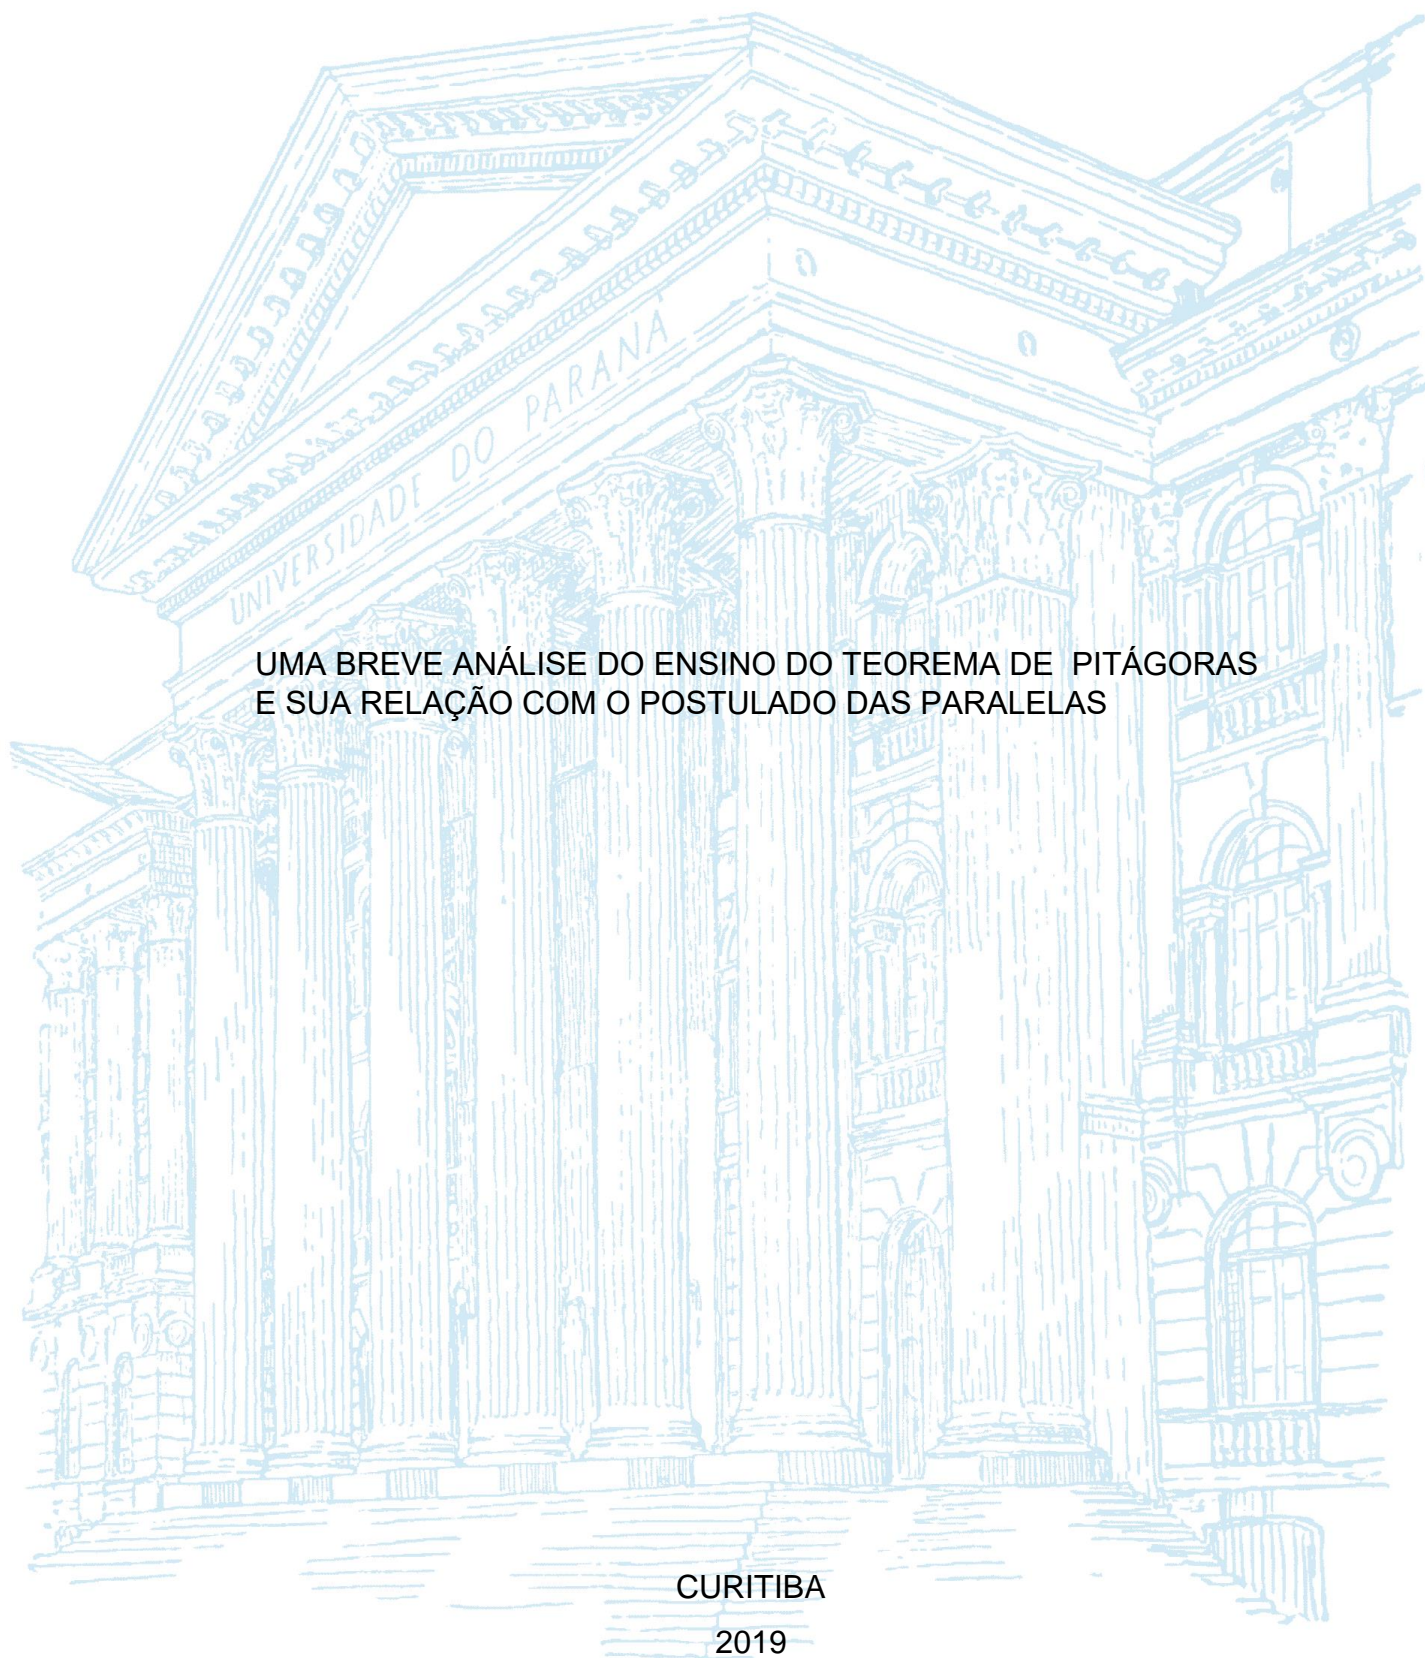 UNIVERSIDADE DO PARANÁ
UMA BREVE ANÁLISE DO ENSINO DO TEOREMA DE PITÁGORAS
E SUA RELAÇÃO COM O POSTULADO DAS PARALELAS
CURITIBA
2019